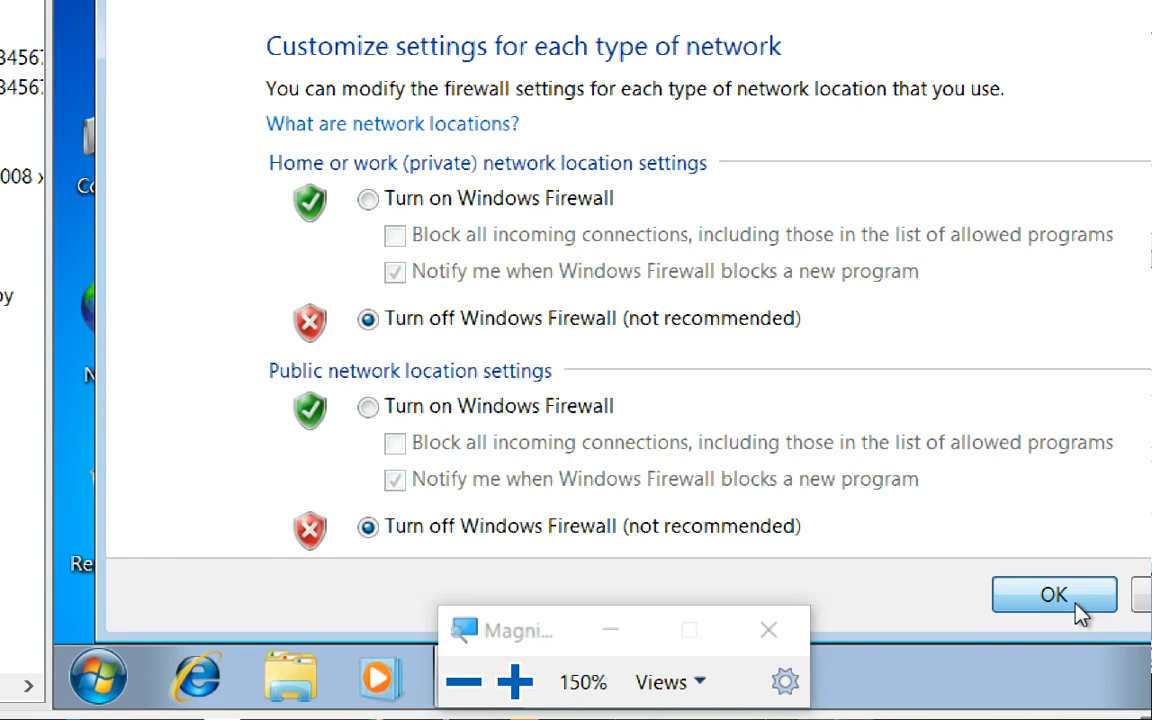 Customize settings for each type of network
34567
You can modify the firewall settings for each type of network location that you use.
What are network locations?
Home or work (private) network location settings
008 x
Turn on Windows Firewall
Block all incoming connections, including those in the list of allowed programs
Notify me when Windows Firewall blocks a new program
Turn off Windows Firewall (not recommended)
Public network location settings
Turn on Windows Firewall
Block all incoming connections, including those in the list of allowed programs
Notify me when Windows Firewall blocks a new program
Turn off Windows Firewall (not recommended)
Re
OK
Magni...
150% Views